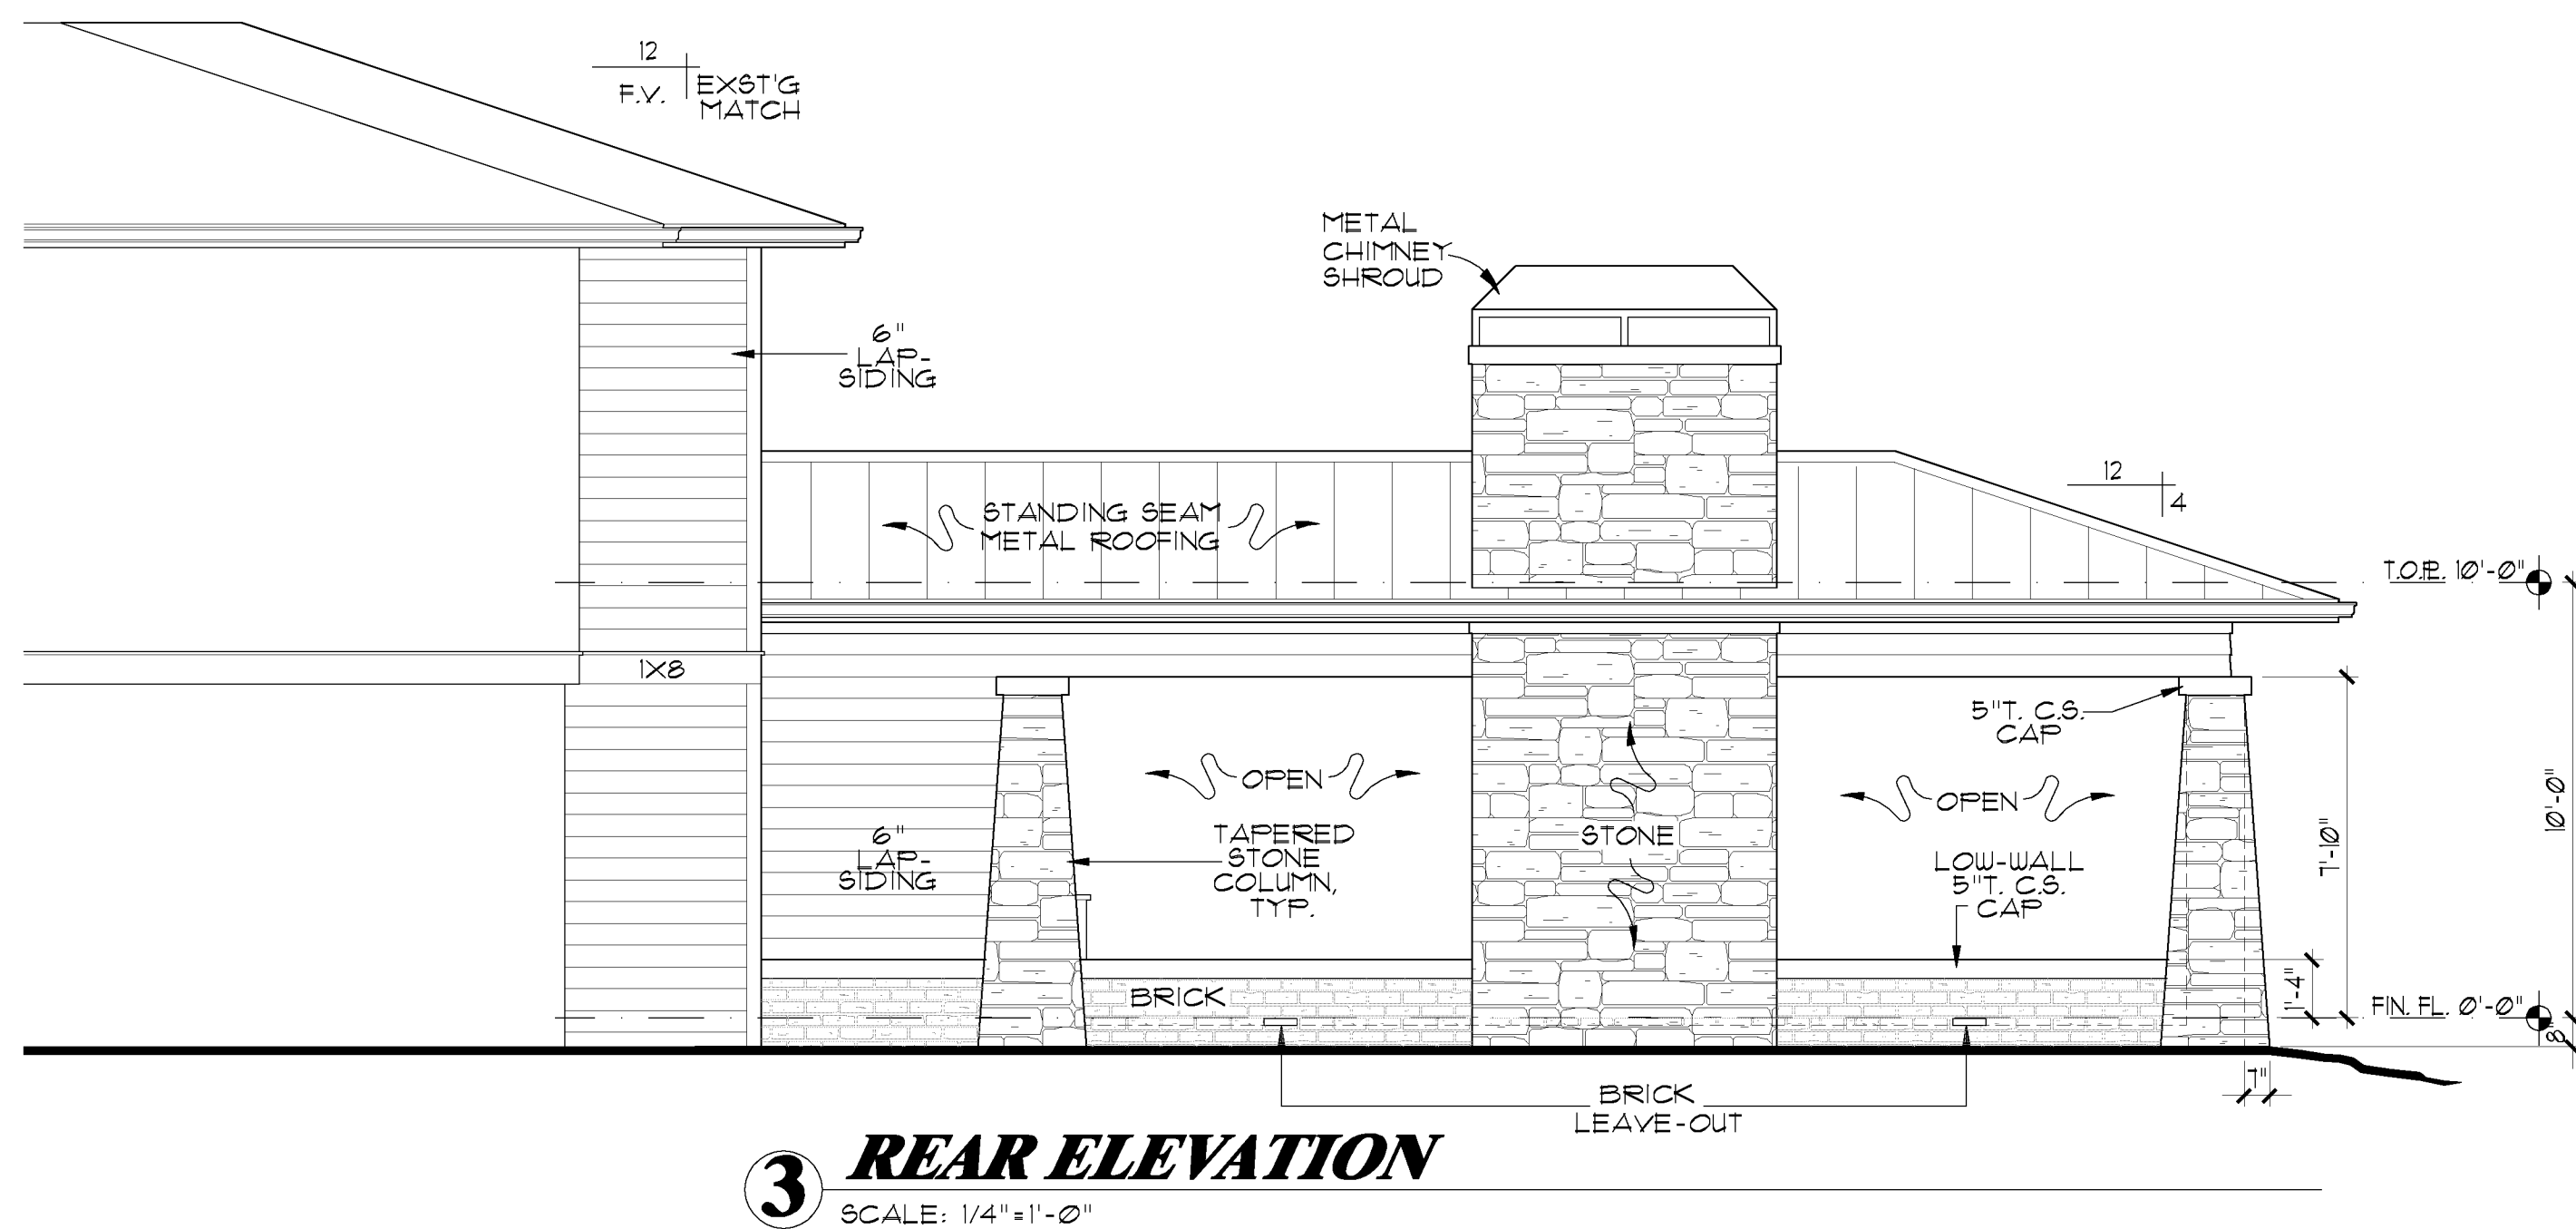 12
F.V.
EXST'G
MATCH
METAL
CHIMNEY
SHROUD
6"
LAP-
SIDING
STANDING SEAM
METAL ROOFING
12
4
T.O.P. 10'-0"
1X8
5"T. C.S.
CAP
OPEN
OPEN
TAPERED
STONE
COLUMN,
TYP.
STONE
6"
LAP-
SIDING
LOW-WALL
5"T. C.S.
CAP
7'-10"
10'-0"
BRICK
1'-4"
FIN. FL. 0'-0"
8"
7"
BRICK
LEAVE-OUT
3 REAR ELEVATION
SCALE: 1/4"=1'-0"